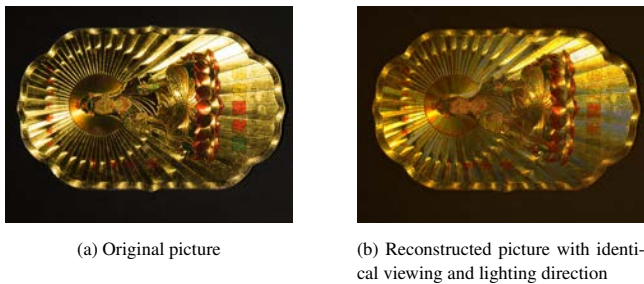 (a) Original picture
(b) Reconstructed picture with identi-
cal viewing and lighting direction